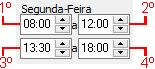 Segunda-Feira
1º 08:00 a 12:00 2º
3º 13:30 a 18:00 4º